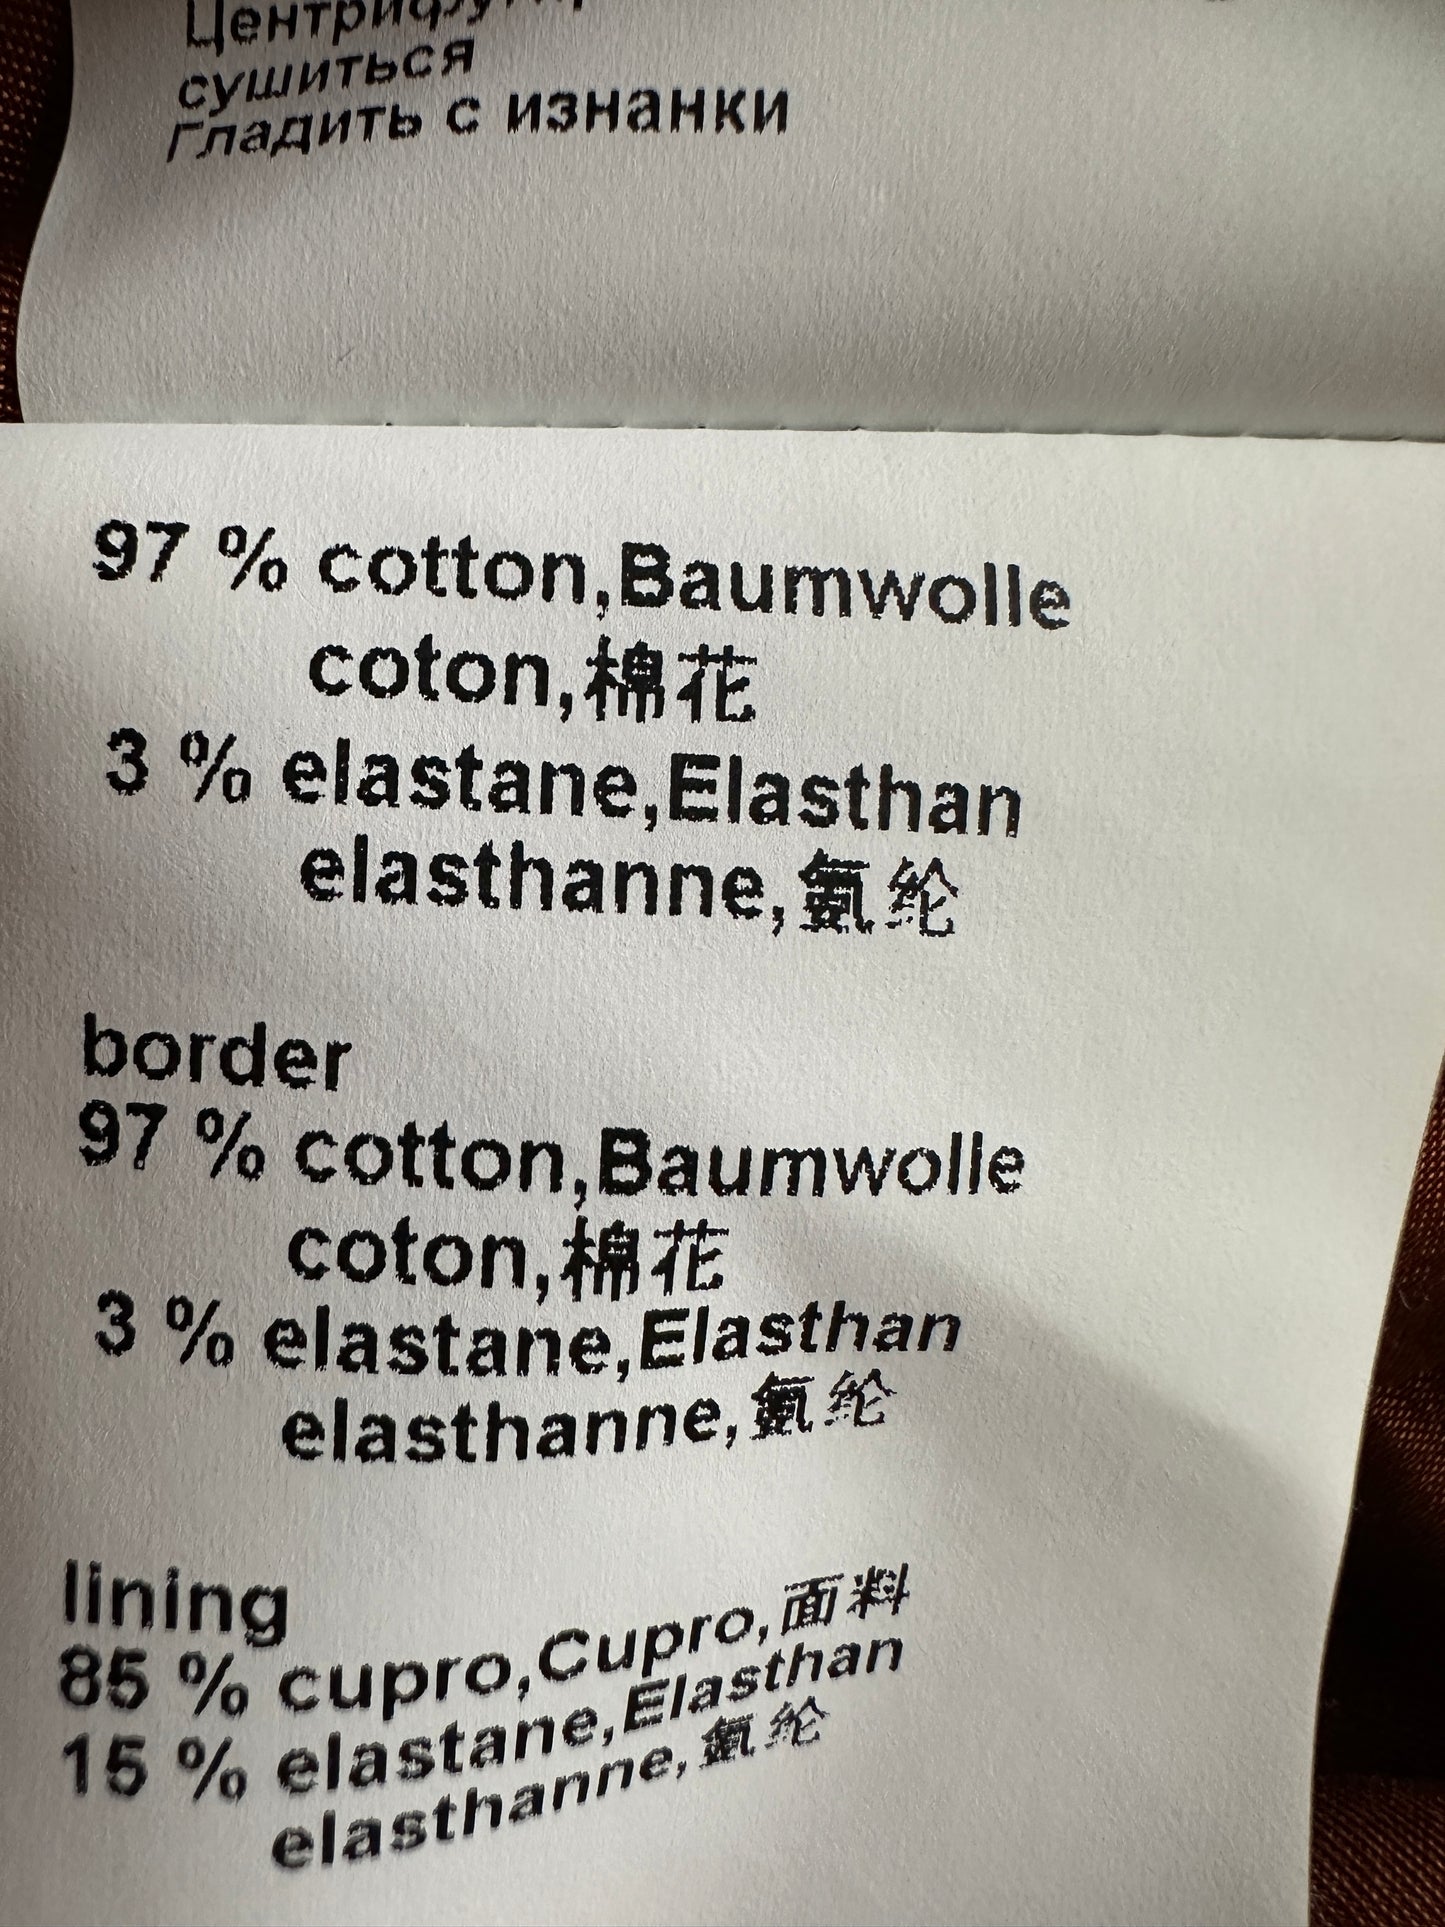 сушиться
Гладить с изнанки
97 % cotton,Baumwolle
coton,棉花
3 % elastane,Elasthan
elasthanne,氨纶
border
97 % cotton,Baumwolle
coton,棉花
3 % elastane,Elasthan
elasthanne,氨纶
lining
85 % cupro,Cupro,面料
15 % elastane,Elasthan
elasthanne,氨纶